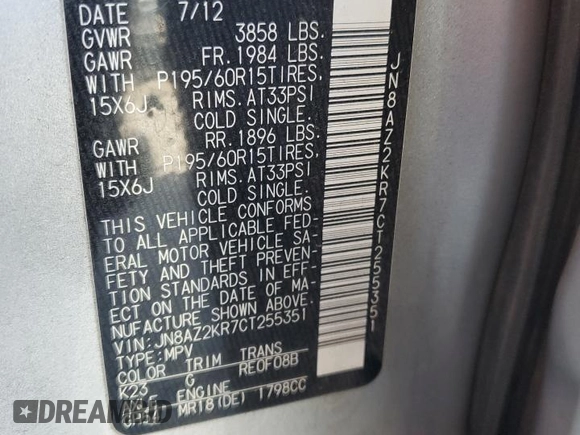 DATE 7/12
GVWR 3858 LBS.
GAWR FR. 1984 LBS.
WITH P195/60R15TIRES.
15X6J RIMS. AT33PSI
COLD SINGLE.
GAWR RR. 1896 LBS.
WITH P195/60R15TIRES.
15X6J RIMS. AT33PSI
COLD SINGLE.
THIS VEHICLE CONFORMS
TO ALL APPLICABLE FED-
ERAL MOTOR VEHICLE SA-
FETY AND THEFT PREVEN-
TION STANDARDS IN EFF-
ECT ON THE DATE OF MA-
NUFACTURE SHOWN ABOVE.
VIN:JN8AZ2KR7CT255351
TYPE:MPV
COLOR TRIM TRANS
K23 G RE0F08B
ENGINE
MR18(DE) 1798CC
JN8AZ2KR7CT255351
DREAMBID